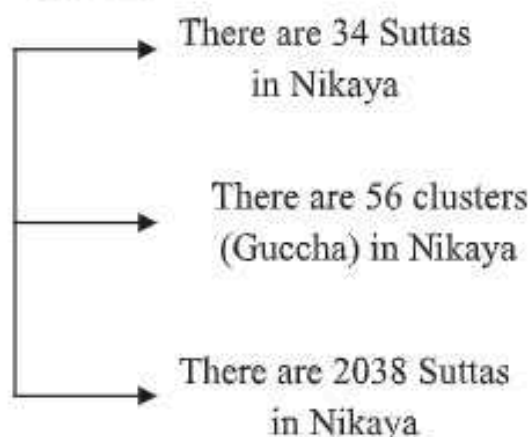 There are 34 Suttas
in Nikaya
There are 56 clusters
(Guccha) in Nikaya
There are 2038 Suttas
in Nikaya